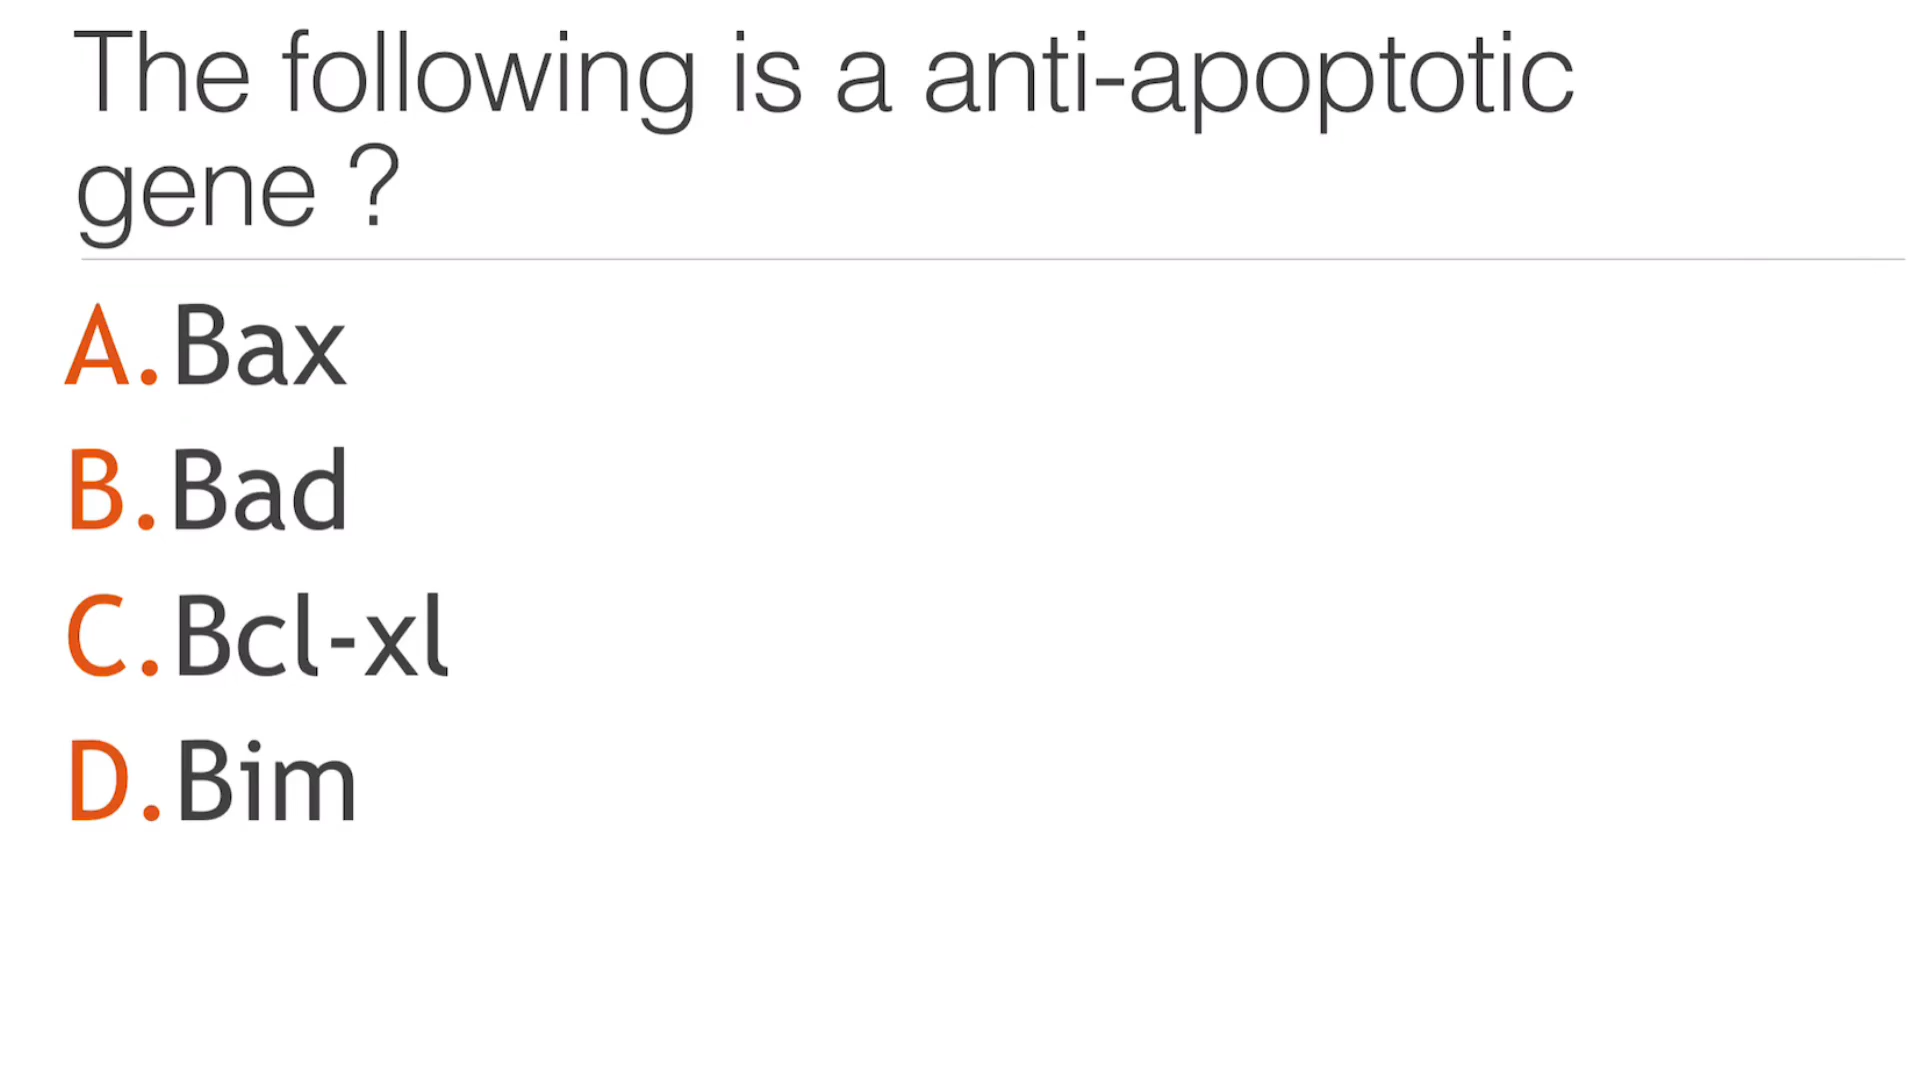 The following is a anti-apoptotic
gene ?
A.Bax
B.Bad
C.Bcl-xl
D.Bim